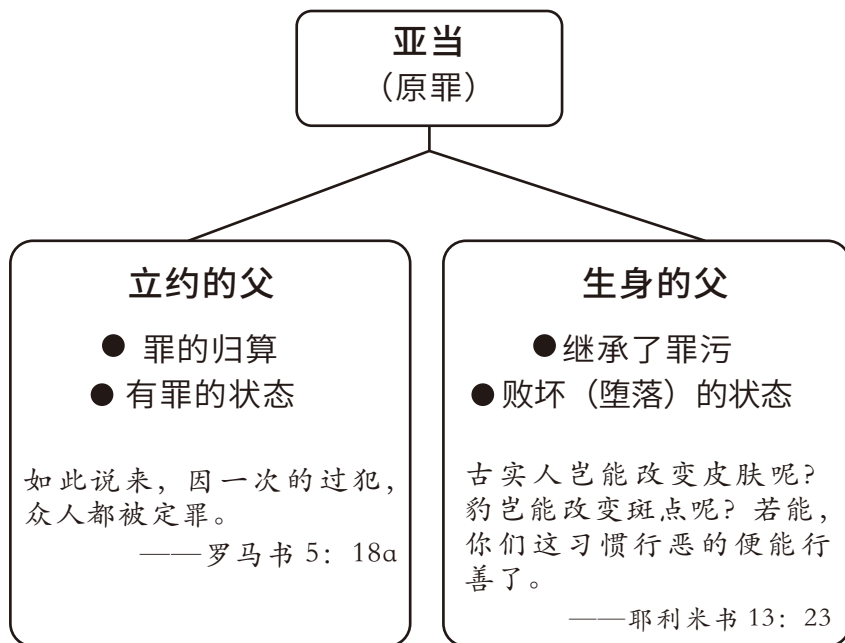 亚当
（原罪）
立约的父
● 罪的归算
● 有罪的状态
如此说来，因一次的过犯，
众人都被定罪。
——罗马书 5：18a
生身的父
●继承了罪污
●败坏（堕落）的状态
古实人岂能改变皮肤呢？
豹岂能改变斑点呢？若能，
你们这习惯行恶的便能行
善了。
——耶利米书 13：23